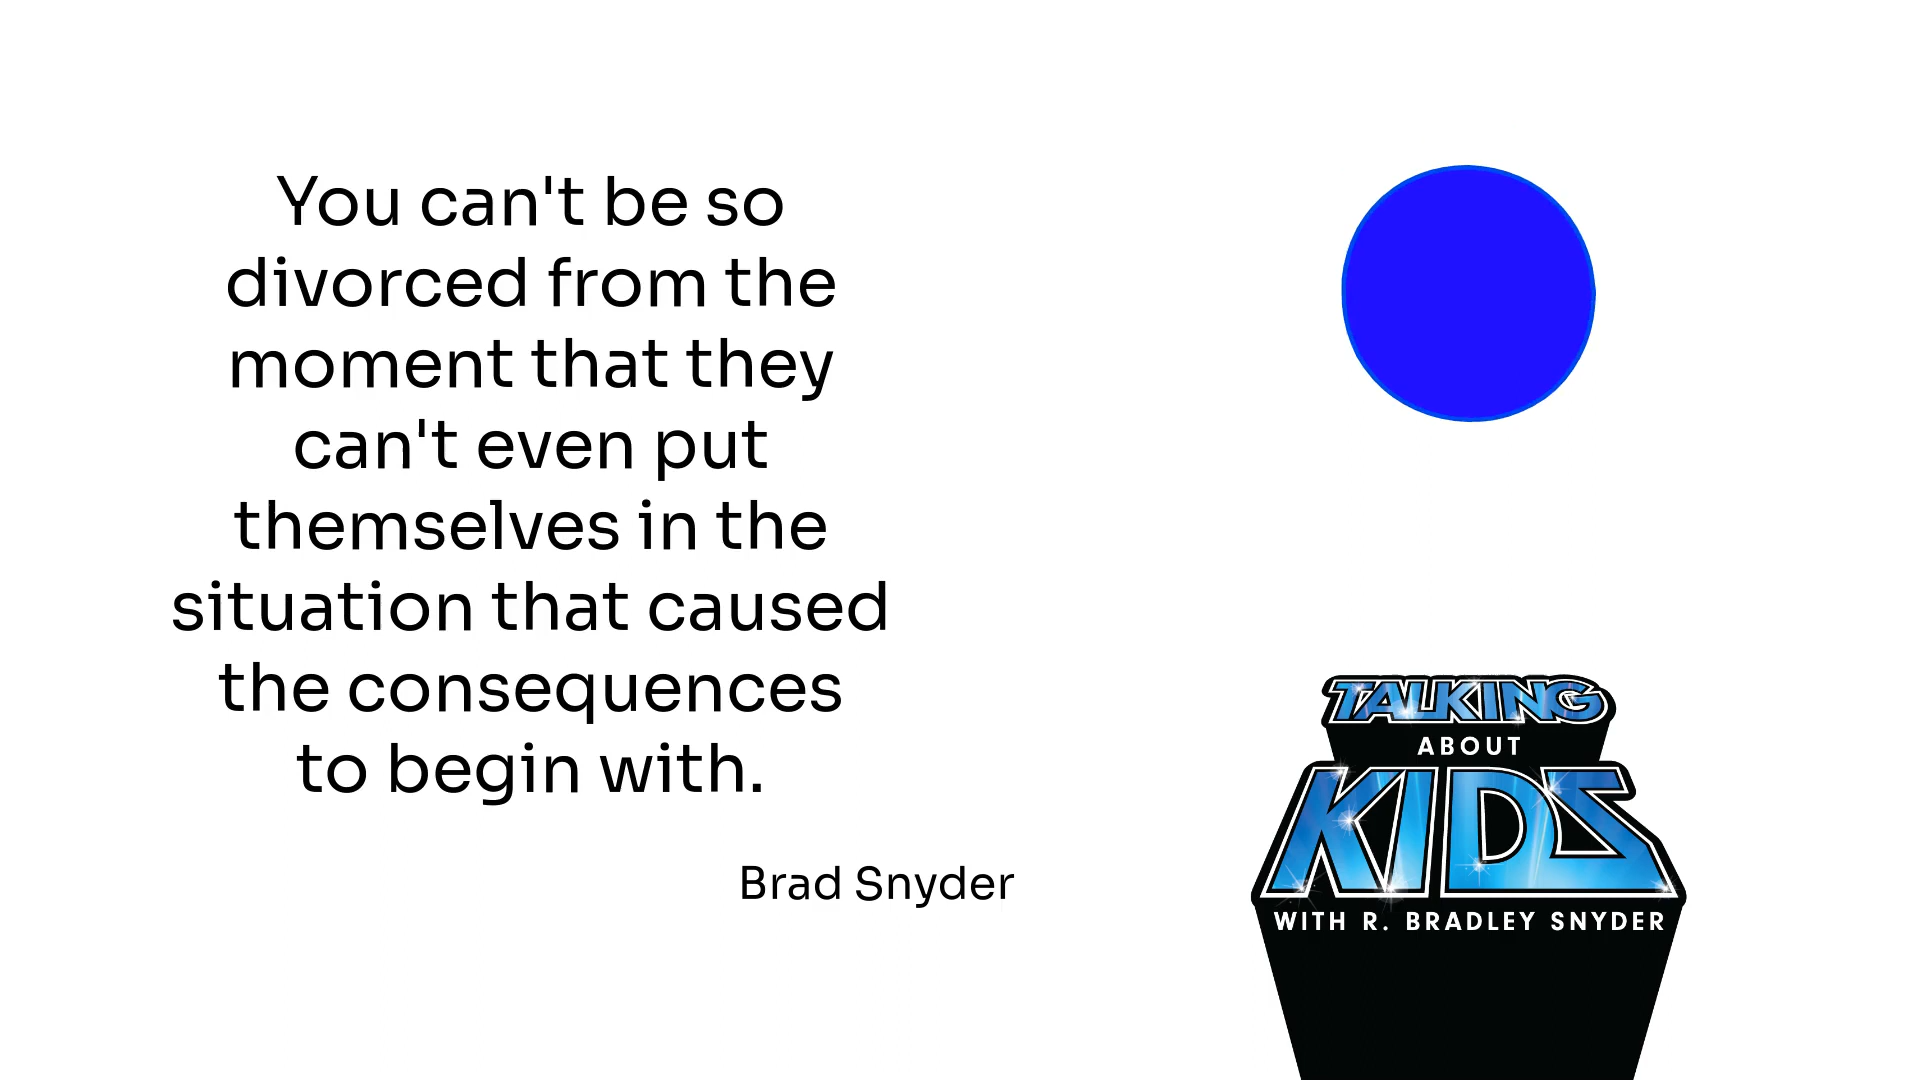 You can't be so
divorced from the
moment that they
can't even put
themselves in the
situation that caused
the consequences
to begin with.
Brad Snyder
TALKING
ABOUT
KIDS
WITH R. BRADLEY SNYDER